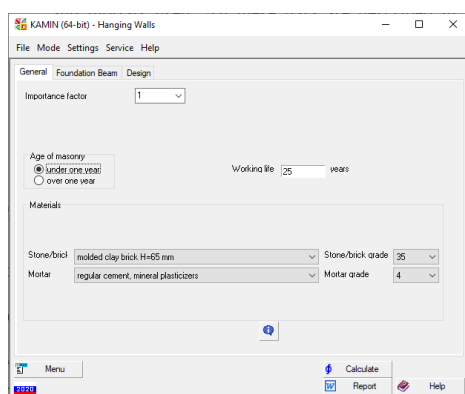 KAMIN (64-bit) - Hanging Walls
File Mode Settings Service Help
General Foundation Beam Design
Importance factor 1
Age of masonry
under one year
over one year
Working life 25 years
Materials
Stone/brick molded clay brick H=65 mm Stone/brick grade 35
Mortar regular cement, mineral plasticizers Mortar grade 4
Menu Calculate
2020 Report Help